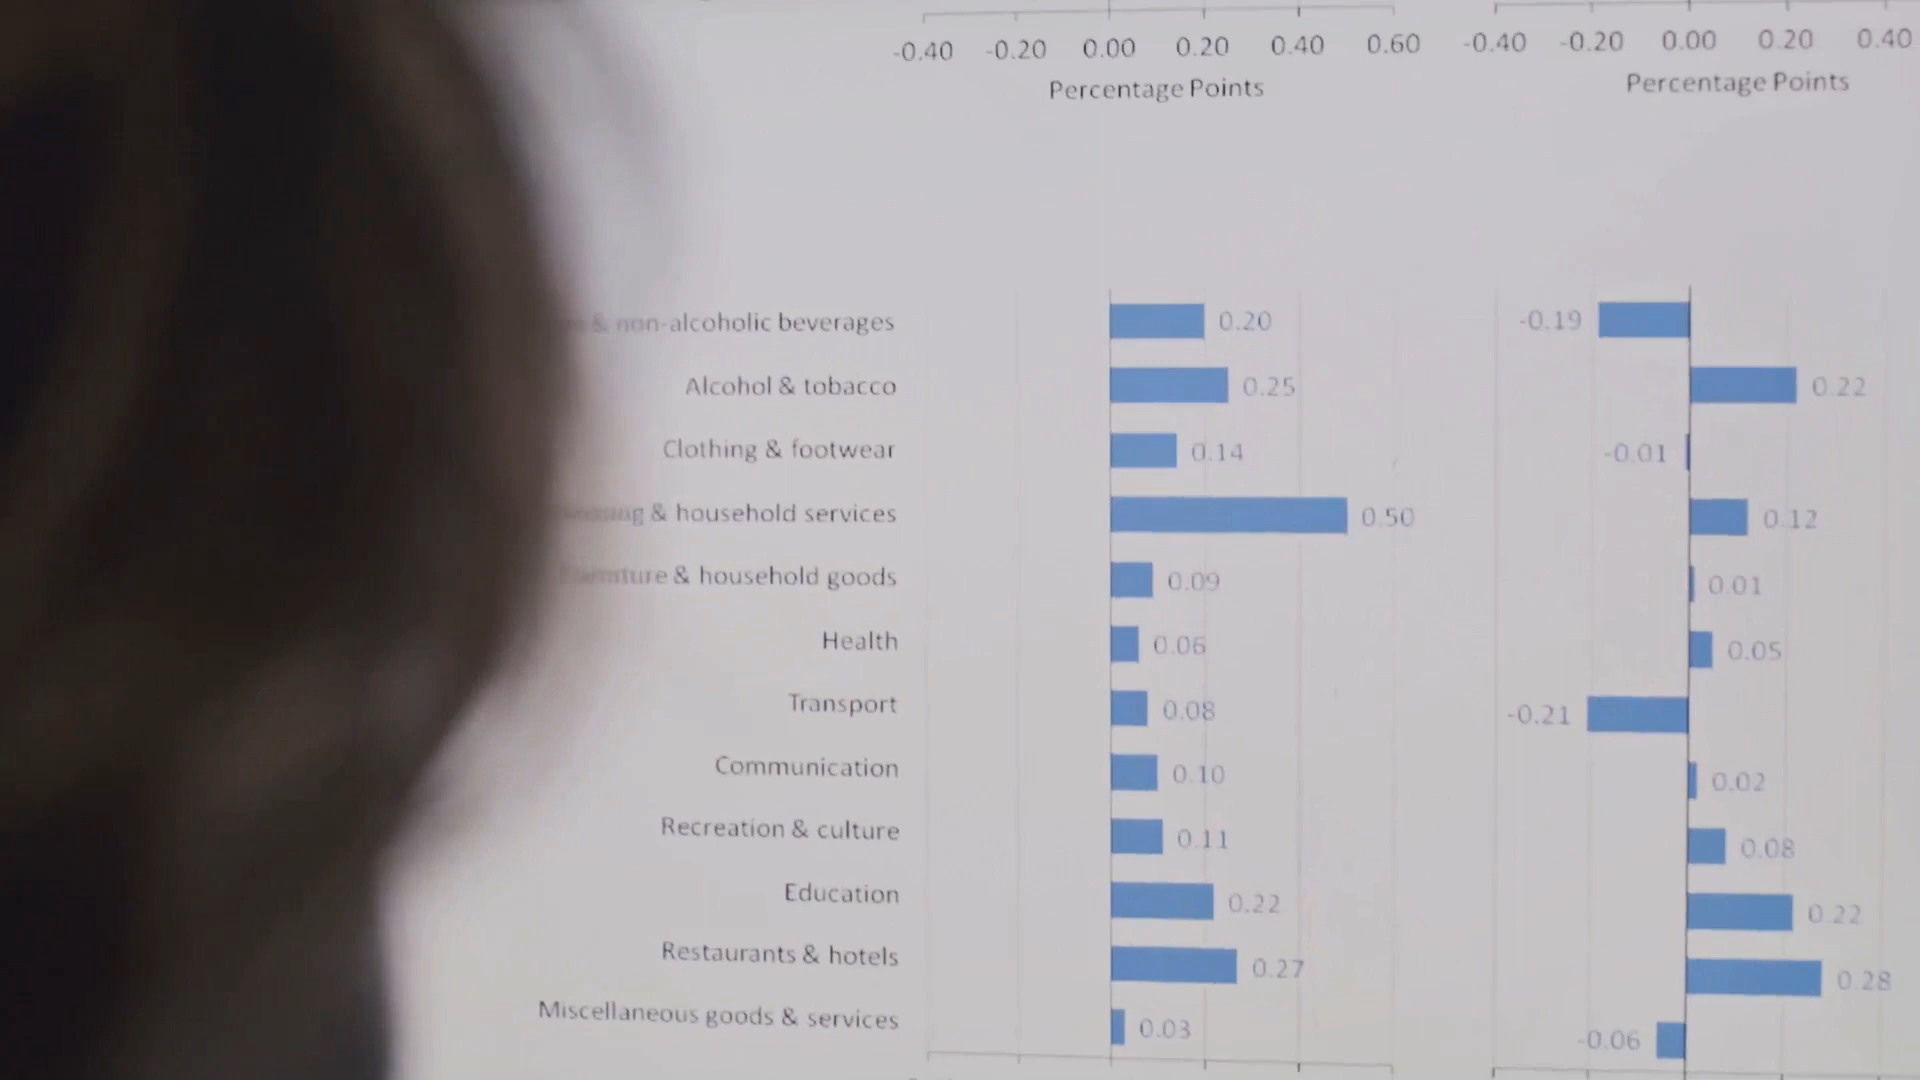 -0.40 -0.20 0.00 0.20 0.40 0.60 -0.40 -0.20 0.00 0.20 0.40
Percentage Points Percentage Points
& non-alcoholic beverages 0.20 -0.19
Alcohol & tobacco 0.25 0.22
Clothing & footwear 0.14 -0.01
& household services 0.50 0.12
& household goods 0.09 0.01
Health 0.06 0.05
Transport 0.08 -0.21
Communication 0.10 0.02
Recreation & culture 0.11 0.08
Education 0.22 0.22
Restaurants & hotels 0.27 0.28
Miscellaneous goods & services 0.03 -0.06